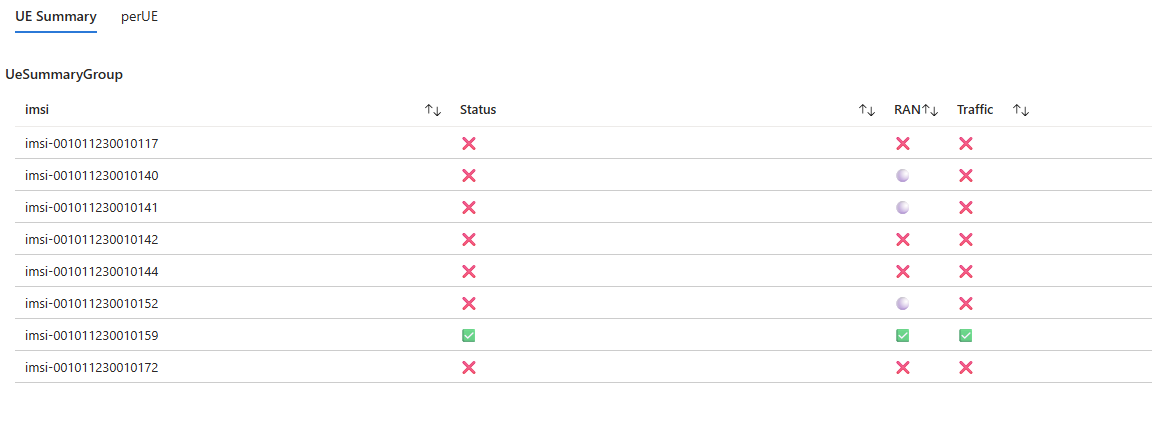 UE Summary perUE
UeSummaryGroup
imsi ↑↓ Status ↑↓ RAN↑↓ Traffic ↑↓
imsi-001011230010117 ❌ ❌ ❌
imsi-001011230010140 ❌ ❌
imsi-001011230010141 ❌ ❌
imsi-001011230010142 ❌ ❌ ❌
imsi-001011230010144 ❌ ❌ ❌
imsi-001011230010152 ❌ ❌
imsi-001011230010159 ✅ ✅ ✅
imsi-001011230010172 ❌ ❌ ❌